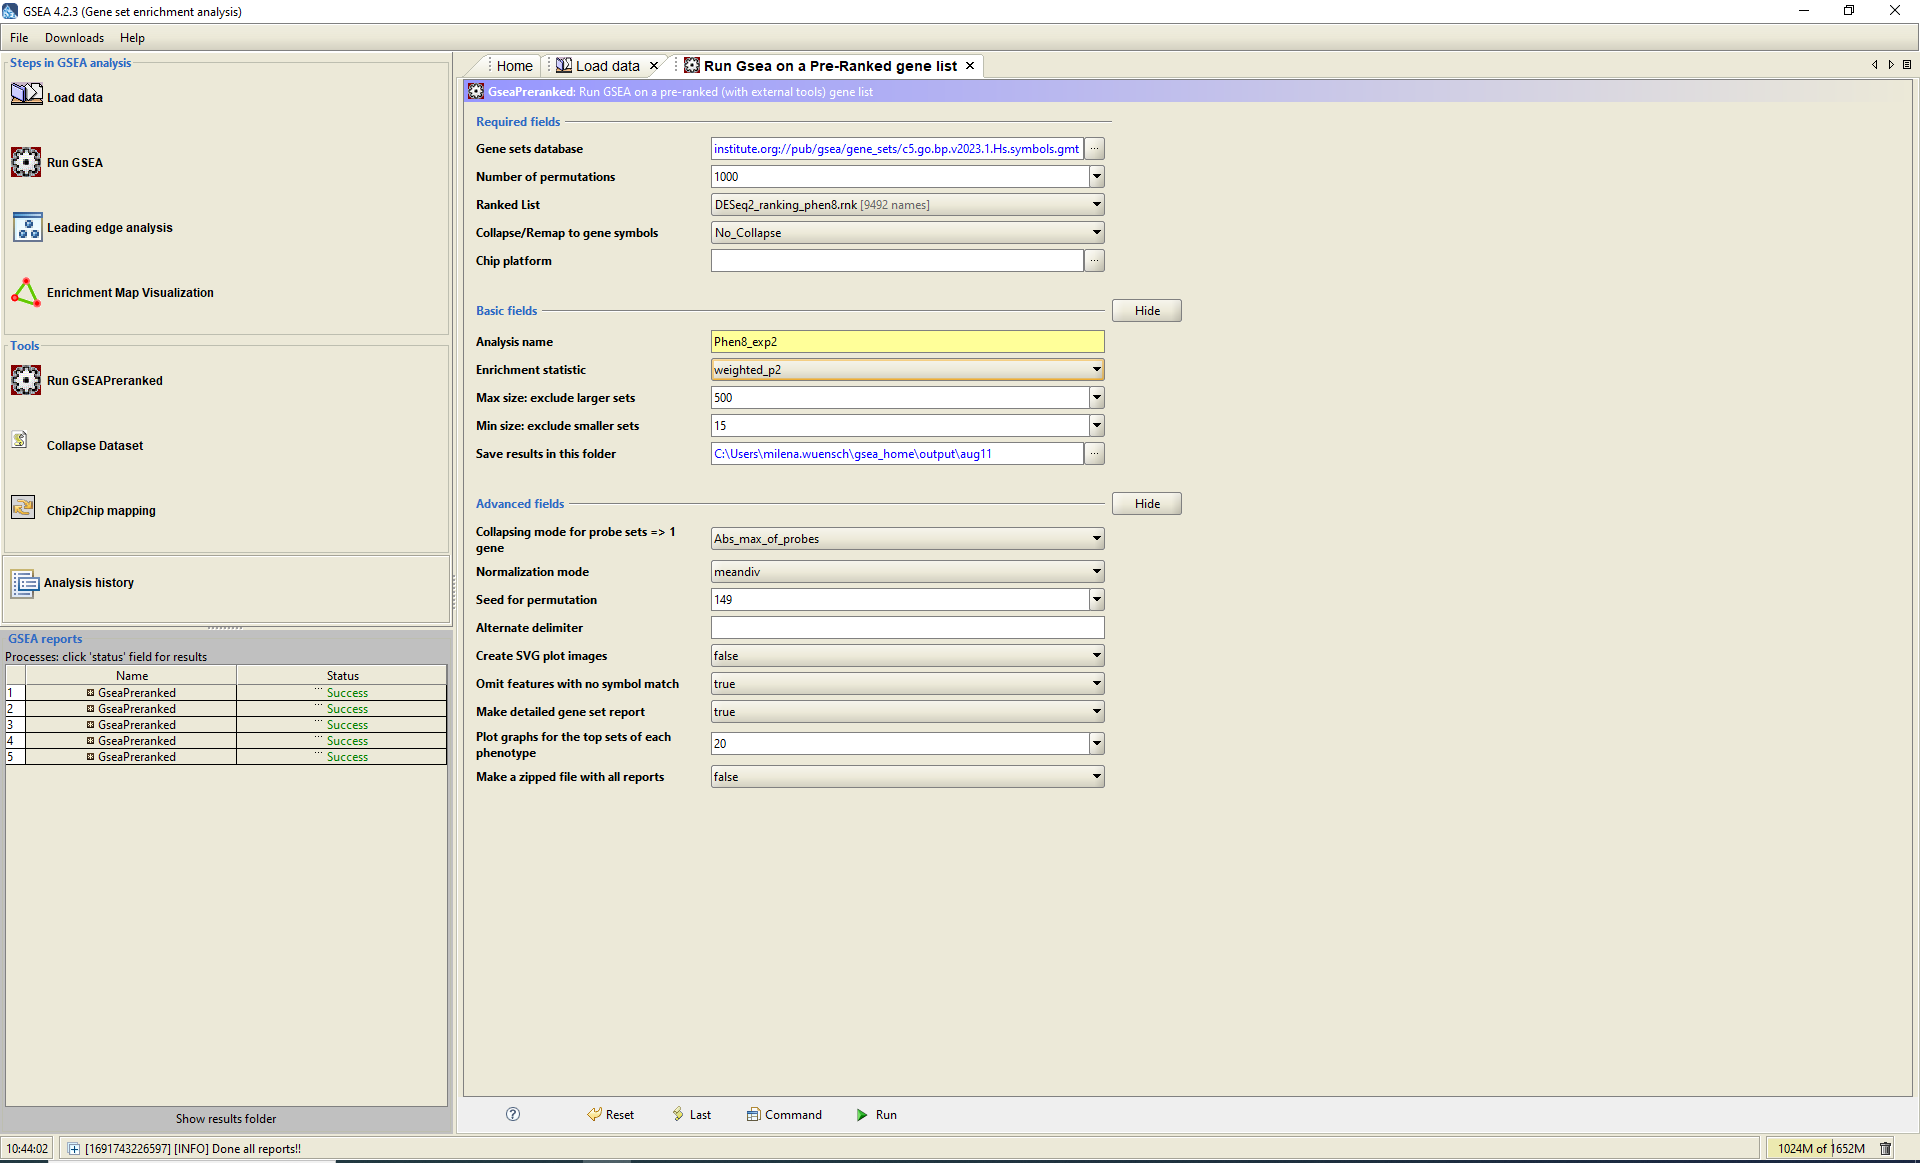 GSEA 4.2.3 (Gene set enrichment analysis)
File Downloads Help
Steps in GSEA analysis
Load data
Run GSEA
Leading edge analysis
Enrichment Map Visualization
Tools
Run GSEAPreranked
Collapse Dataset
Chip2Chip mapping
Analysis history
GSEA reports
Processes: click 'status' field for results
Name Status
1 GseaPreranked ... Success
2 GseaPreranked ... Success
3 GseaPreranked ... Success
4 GseaPreranked ... Success
5 GseaPreranked ... Success
Show results folder
Home Load data Run Gsea on a Pre-Ranked gene list
GseaPreranked: Run GSEA on a pre-ranked (with external tools) gene list
Required fields
Gene sets database institute.org://pub/gsea/gene_sets/c5.go.bp.v2023.1.Hs.symbols.gmt ...
Number of permutations 1000
Ranked List DESeq2_ranking_phen8.rnk [9492 names]
Collapse/Remap to gene symbols No_Collapse
Chip platform ...
Basic fields Hide
Analysis name Phen8_exp2
Enrichment statistic weighted_p2
Max size: exclude larger sets 500
Min size: exclude smaller sets 15
Save results in this folder C:\Users\milena.wuensch\gsea_home\output\aug11 ...
Advanced fields Hide
Collapsing mode for probe sets => 1
gene Abs_max_of_probes
Normalization mode meandiv
Seed for permutation 149
Alternate delimiter
Create SVG plot images false
Omit features with no symbol match true
Make detailed gene set report true
Plot graphs for the top sets of each
phenotype 20
Make a zipped file with all reports false
? Reset Last Command Run
10:44:02 [1691743226597] [INFO] Done all reports!! 1024M of 1652M